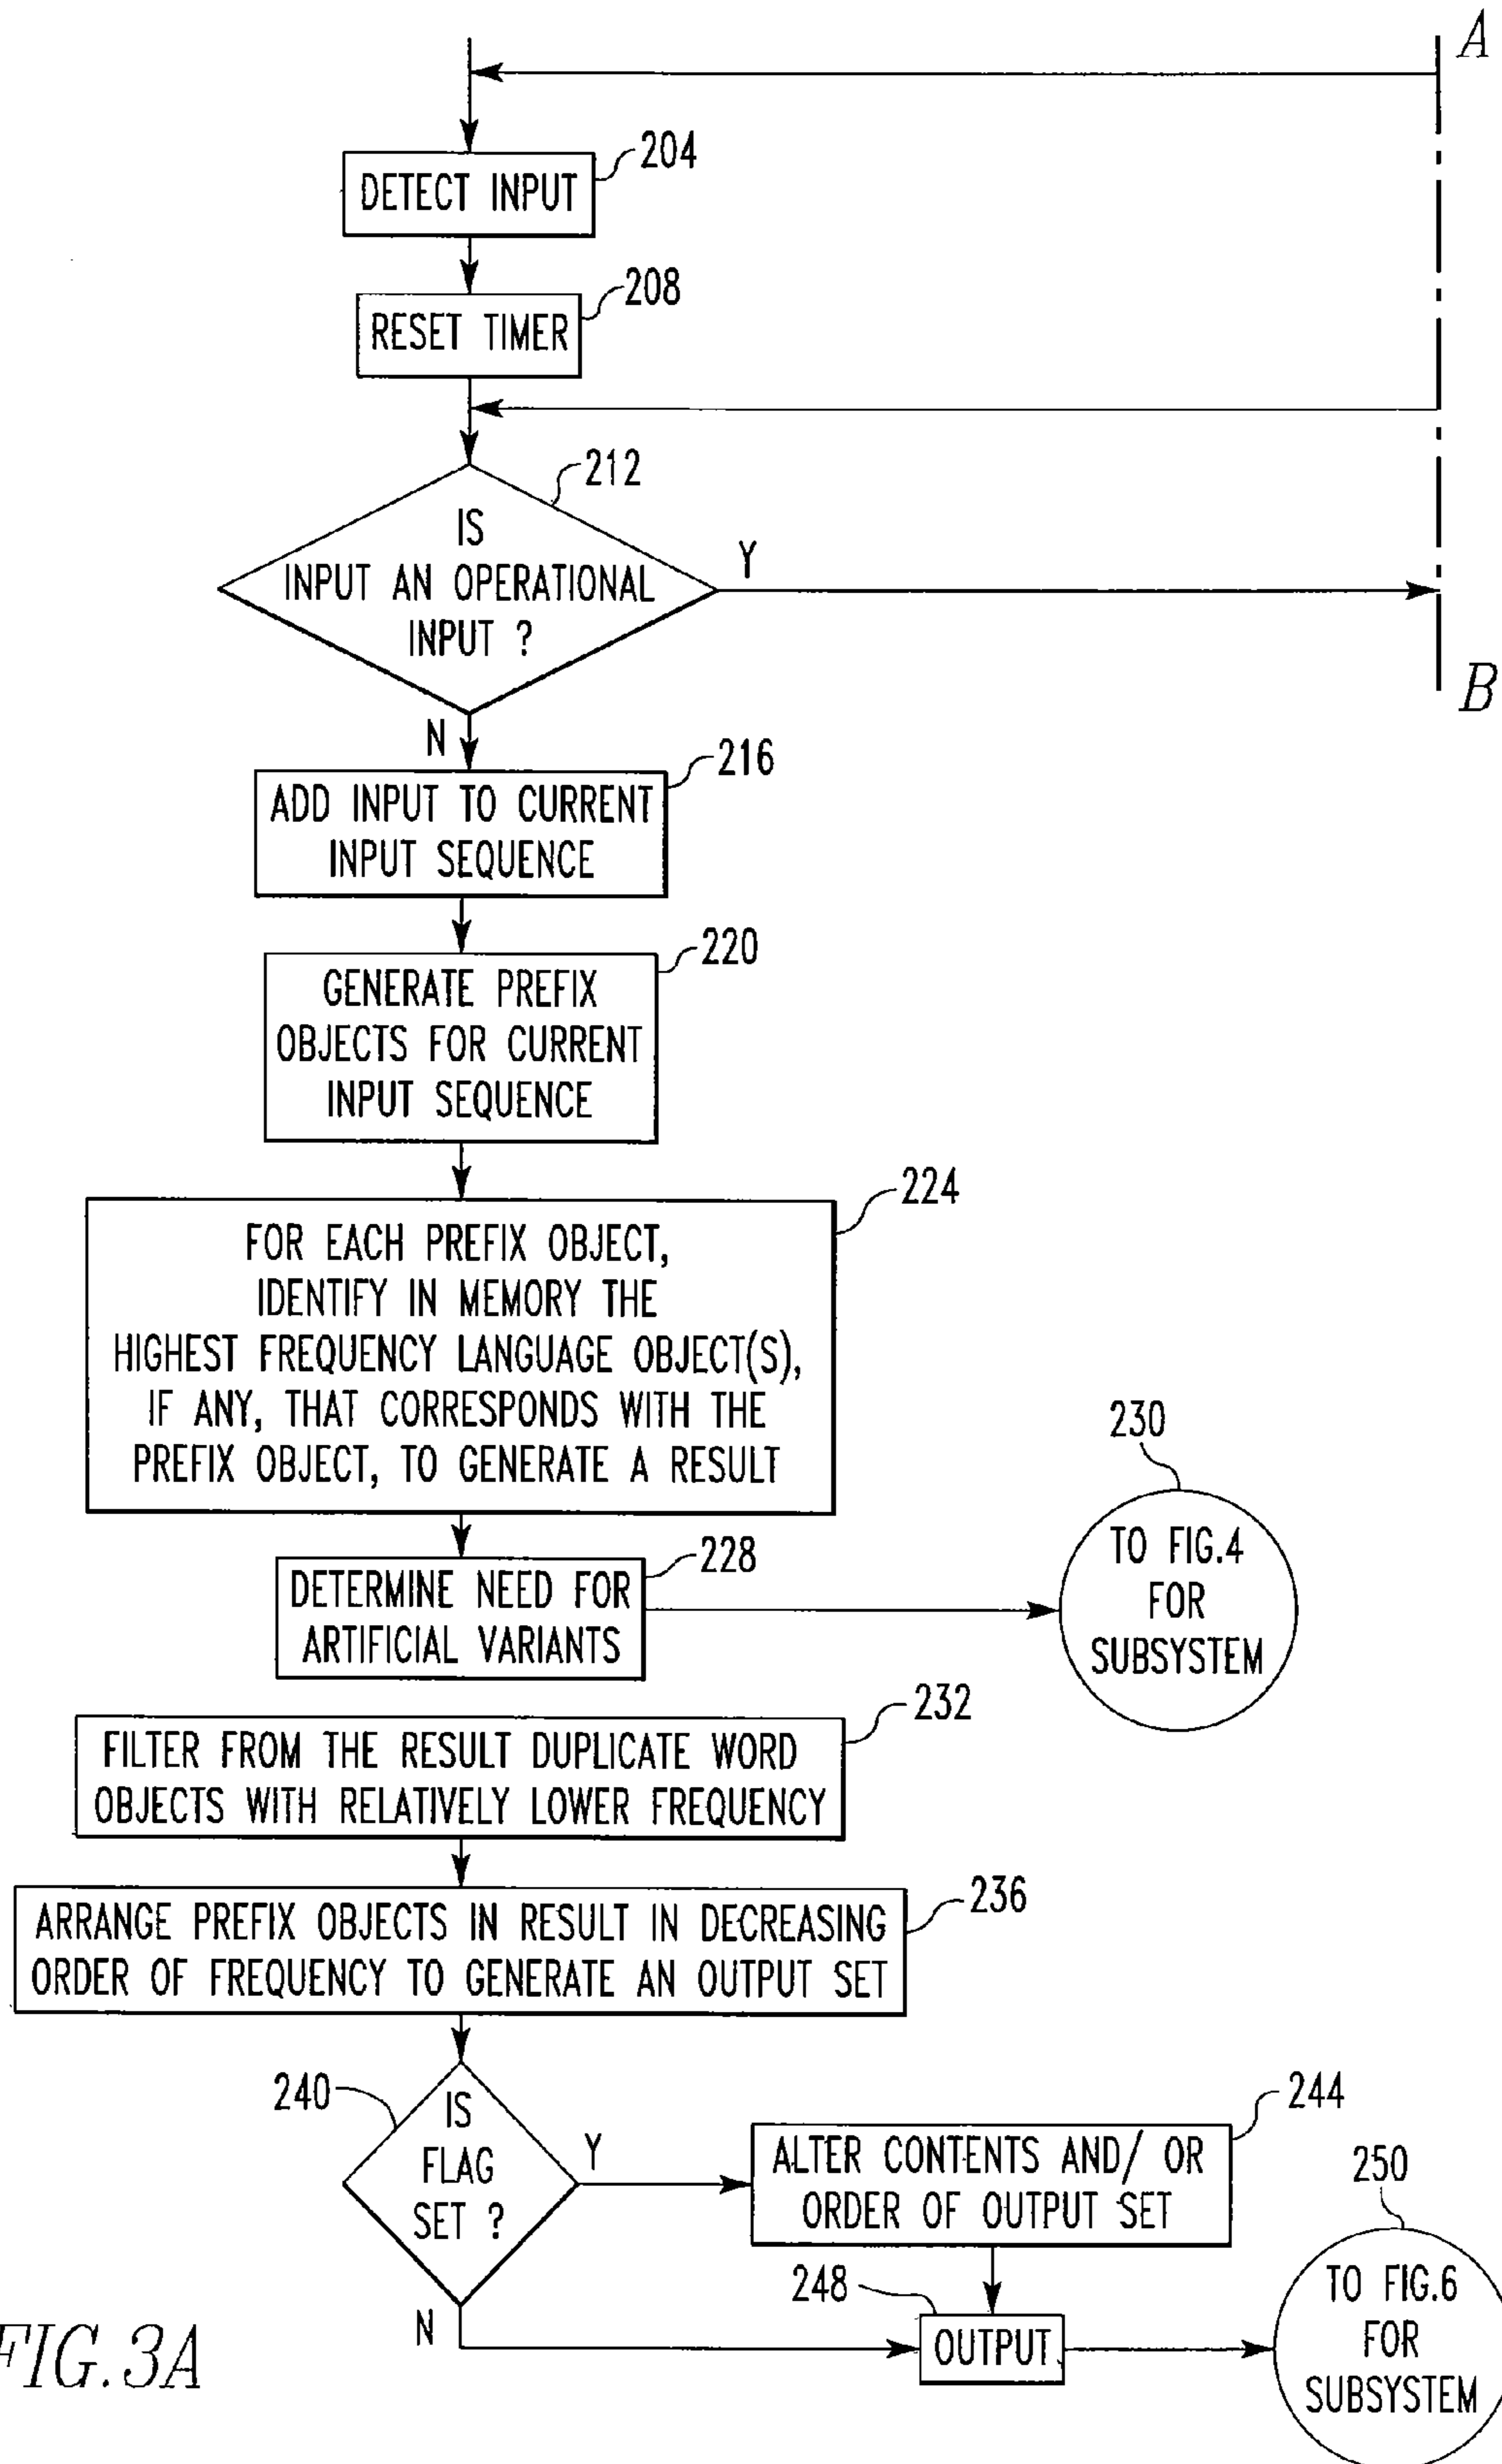 A
204
DETECT INPUT
208
RESET TIMER
212
IS
INPUT AN OPERATIONAL
INPUT ?
Y
B
N
216
ADD INPUT TO CURRENT
INPUT SEQUENCE
220
GENERATE PREFIX
OBJECTS FOR CURRENT
INPUT SEQUENCE
224
FOR EACH PREFIX OBJECT,
IDENTIFY IN MEMORY THE
HIGHEST FREQUENCY LANGUAGE OBJECT(S),
IF ANY, THAT CORRESPONDS WITH THE
PREFIX OBJECT, TO GENERATE A RESULT
230
TO FIG.4
FOR
SUBSYSTEM
228
DETERMINE NEED FOR
ARTIFICIAL VARIANTS
232
FILTER FROM THE RESULT DUPLICATE WORD
OBJECTS WITH RELATIVELY LOWER FREQUENCY
236
ARRANGE PREFIX OBJECTS IN RESULT IN DECREASING
ORDER OF FREQUENCY TO GENERATE AN OUTPUT SET
240
IS
FLAG
SET ?
Y
244
ALTER CONTENTS AND/ OR
ORDER OF OUTPUT SET
250
TO FIG.6
FOR
SUBSYSTEM
248
OUTPUT
N
FIG.3A